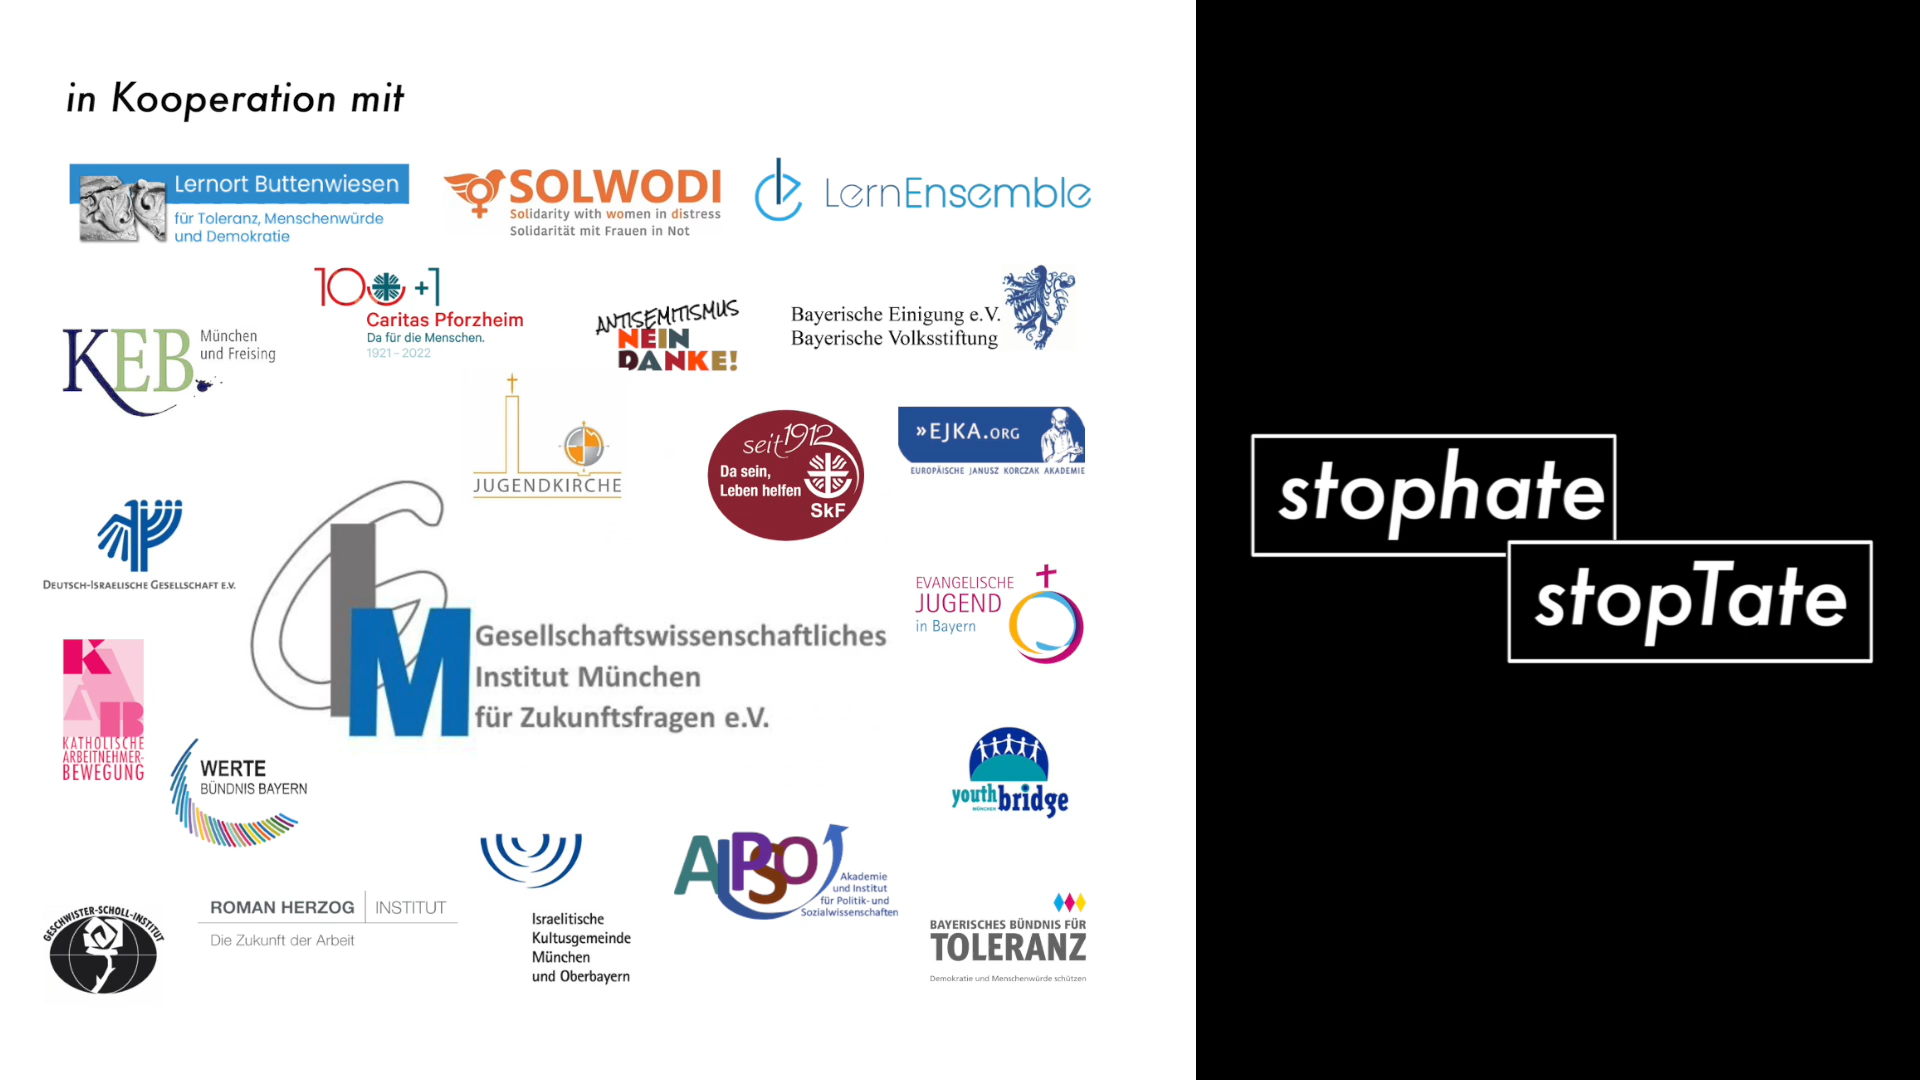 in Kooperation mit
Lernort Buttenwiesen
für Toleranz, Menschenwürde
und Demokratie
SOLWODI
Solidarity with women in distress
Solidarität mit Frauen in Not
LernEnsemble
KEB
München
und Freising
100+1
Caritas Pforzheim
Da für die Menschen.
1921 - 2022
ANTISEMITISMUS
NEIN
DANKE!
Bayerische Einigung e.V.
Bayerische Volksstiftung
JUGENDKIRCHE
seit 1912
Da sein,
Leben helfen
SkF
»EJKA.ORG
EUROPÄISCHE JANUSZ KORCZAK AKADEMIE
DEUTSCH-ISRAELISCHE GESELLSCHAFT E.V.
GIM
Gesellschaftswissenschaftliches
Institut München
für Zukunftsfragen e.V.
EVANGELISCHE
JUGEND
in Bayern
KAB
KATHOLISCHE
ARBEITNEHMER-
BEWEGUNG
WERTE
BÜNDNIS BAYERN
youthbridge
MÜNCHEN
GESCHWISTER-SCHOLL-INSTITUT
ROMAN HERZOG INSTITUT
Die Zukunft der Arbeit
Israelitische
Kultusgemeinde
München
und Oberbayern
AIPSO
Akademie
und Institut
für Politik- und
Sozialwissenschaften
BAYERISCHES BÜNDNIS FÜR
TOLERANZ
Demokratie und Menschenwürde schützen
stophate
stopTate